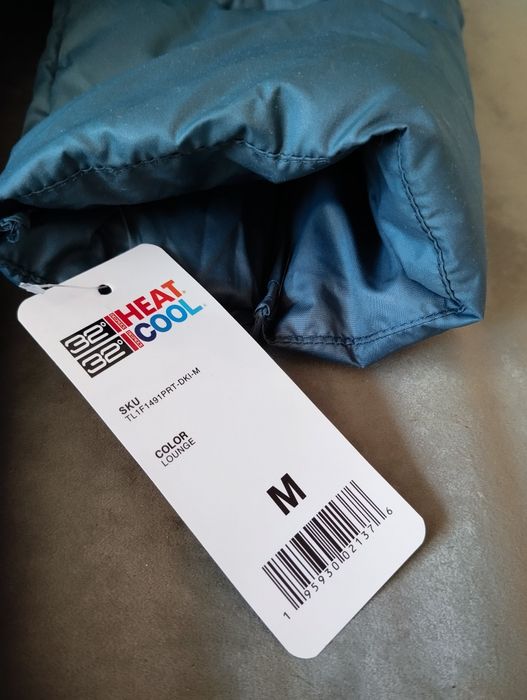 32° HEAT®
32° COOL®
SKU
TL1F1491PRT-DKI-M
COLOR
LOUNGE
M
1 95930 02137 6